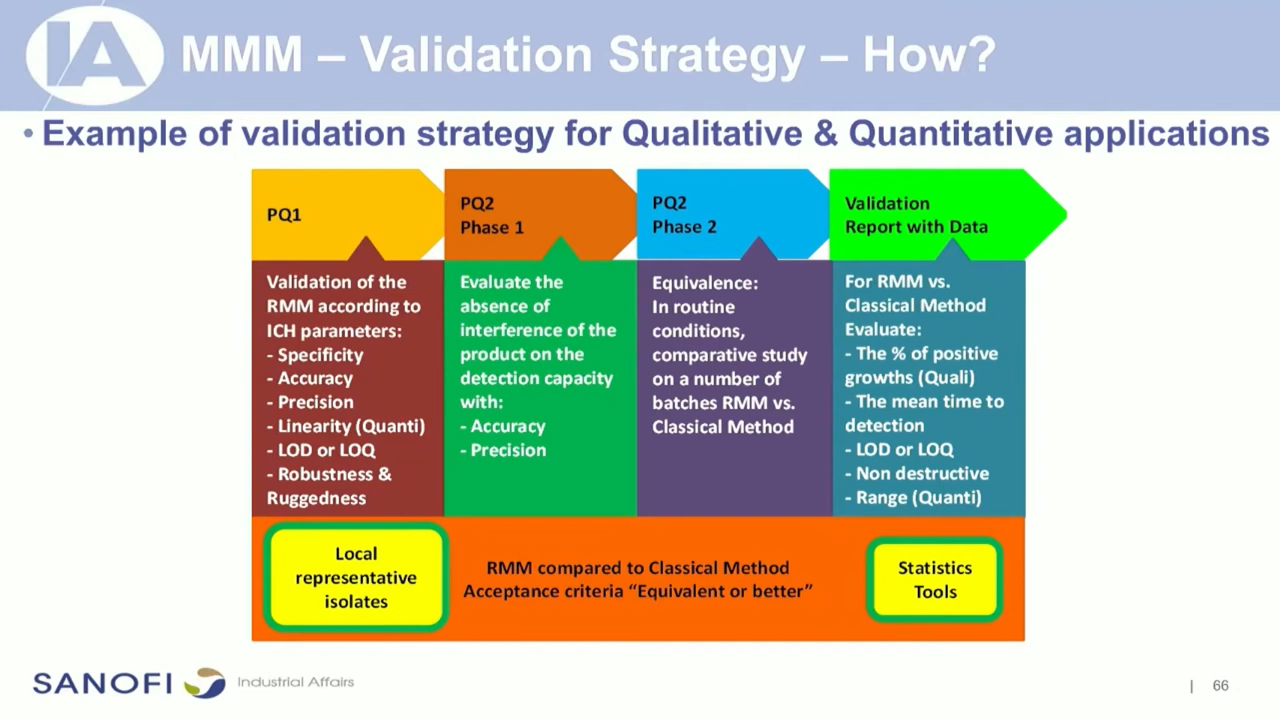 IA
MMM – Validation Strategy – How?
• Example of validation strategy for Qualitative & Quantitative applications
PQ1
PQ2
Phase 1
PQ2
Phase 2
Validation
Report with Data
Validation of the
RMM according to
ICH parameters:
- Specificity
- Accuracy
- Precision
- Linearity (Quanti)
- LOD or LOQ
- Robustness &
Ruggedness
Evaluate the
absence of
interference of the
product on the
detection capacity
with:
- Accuracy
- Precision
Equivalence:
In routine
conditions,
comparative study
on a number of
batches RMM vs.
Classical Method
For RMM vs.
Classical Method
Evaluate:
- The % of positive
growths (Quali)
- The mean time to
detection
- LOD or LOQ
- Non destructive
- Range (Quanti)
Local
representative
isolates
RMM compared to Classical Method
Acceptance criteria “Equivalent or better”
Statistics
Tools
SANOFI Industrial Affairs
| 66